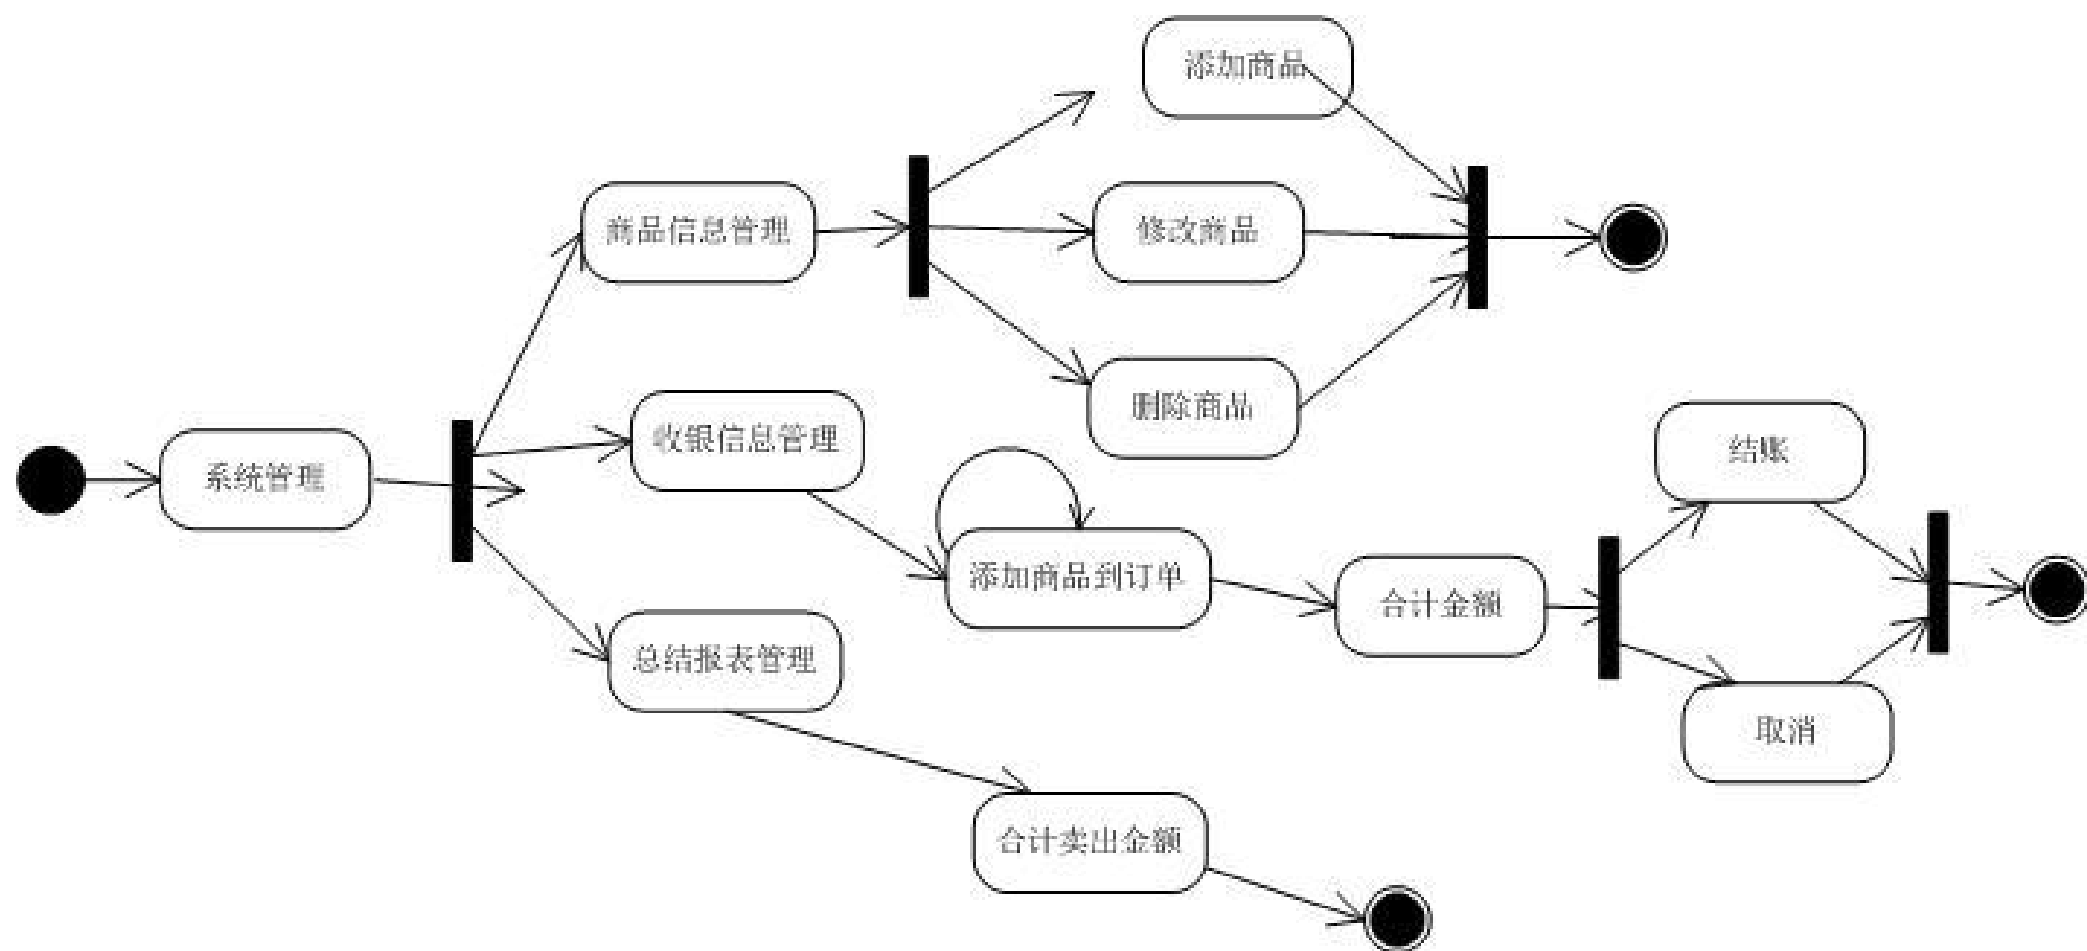 添加商品
商品信息管理
修改商品
删除商品
收银信息管理
系统管理
结账
添加商品到订单
合计金额
总结报表管理
取消
合计卖出金额